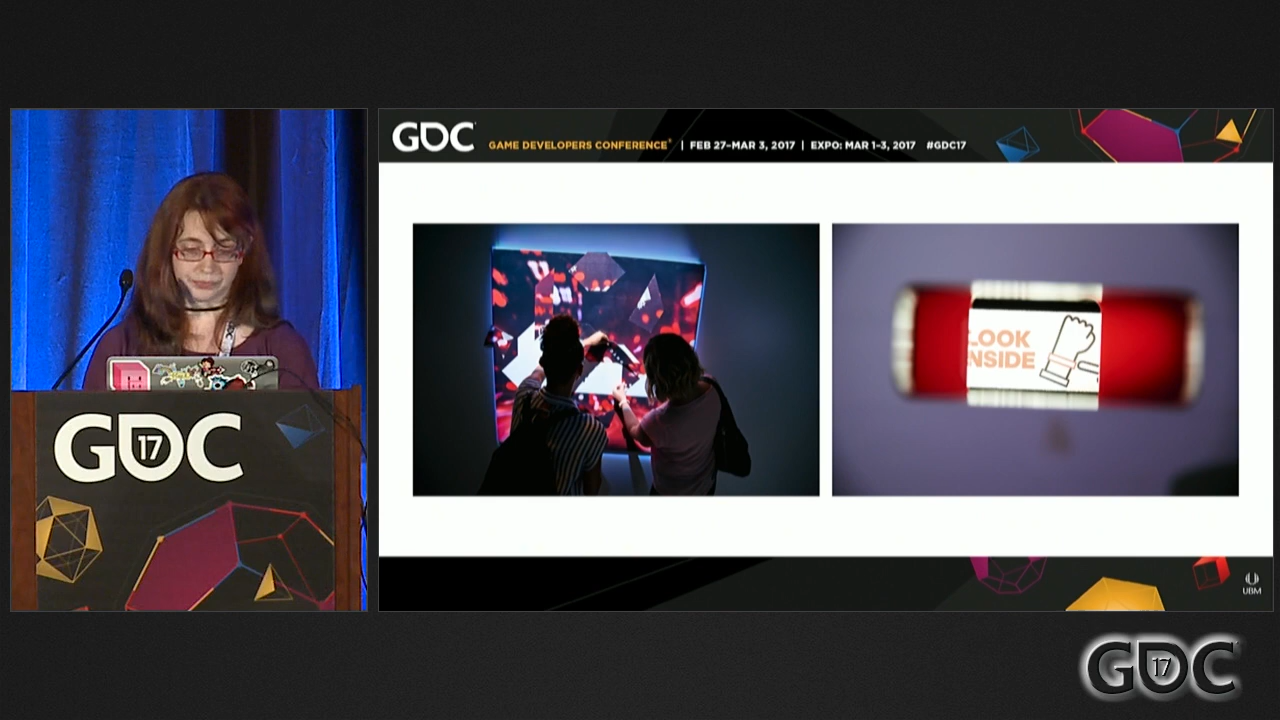 GDC
GAME DEVELOPERS CONFERENCE® | FEB 27–MAR 3, 2017 | EXPO: MAR 1-3, 2017 #GDC17
LOOK
NSIDE
GDC
17
UBM
GDC
17